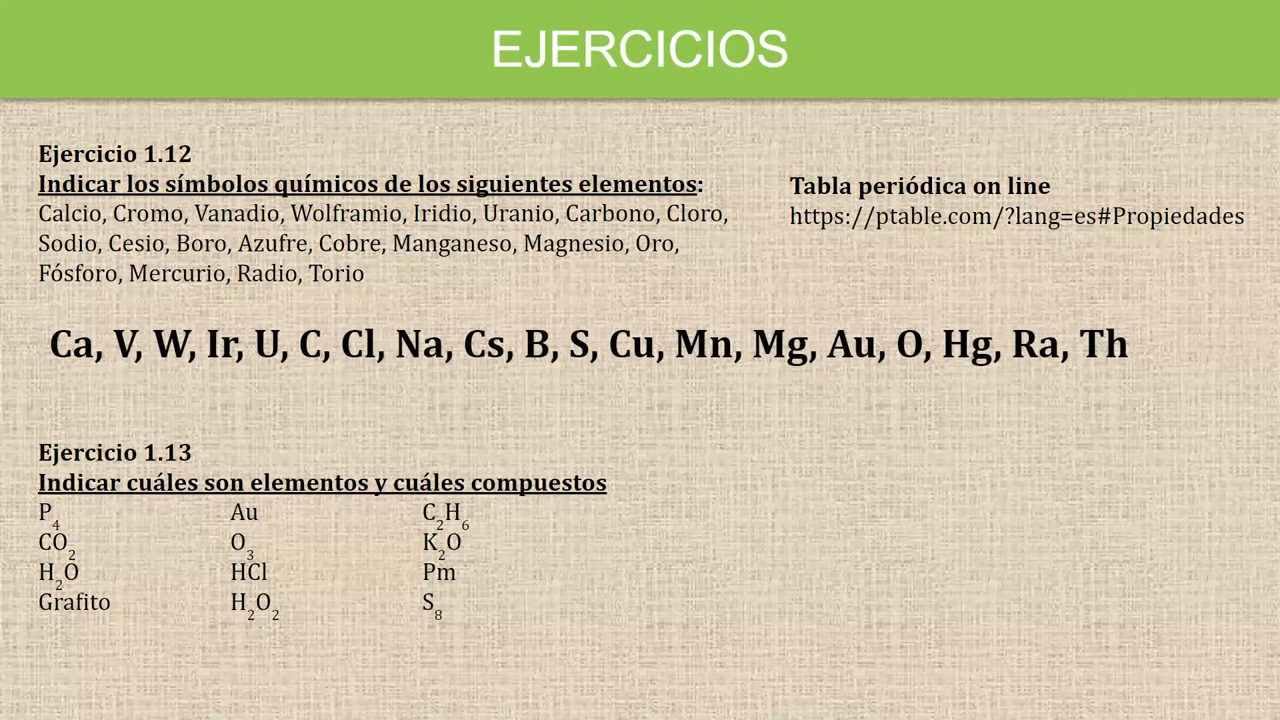 EJERCICIOS
Ejercicio 1.12
Indicar los símbolos químicos de los siguientes elementos:
Calcio, Cromo, Vanadio, Wolframio, Iridio, Uranio, Carbono, Cloro,
Sodio, Cesio, Boro, Azufre, Cobre, Manganeso, Magnesio, Oro,
Fósforo, Mercurio, Radio, Torio
Tabla periódica on line
https://ptable.com/?lang=es#Propiedades
Ca, V, W, Ir, U, C, Cl, Na, Cs, B, S, Cu, Mn, Mg, Au, O, Hg, Ra, Th
Ejercicio 1.13
Indicar cuáles son elementos y cuáles compuestos
P₄ Au C₂H₆
CO₂ O₃ K₂O
H₂O HCl Pm
Grafito H₂O₂ S₈